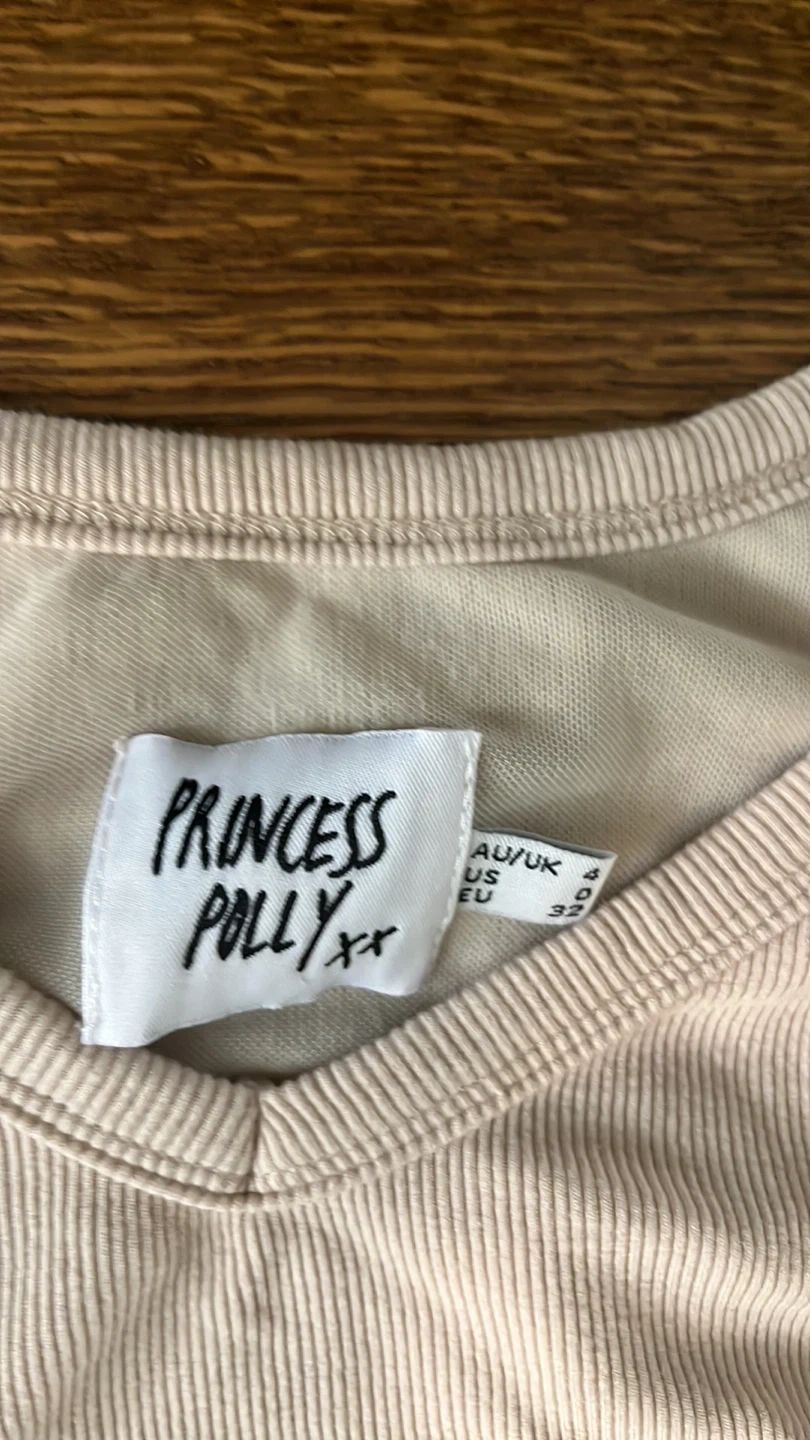 PRINCESS
POLLY xx
AU/UK 4
US 0
EU 32